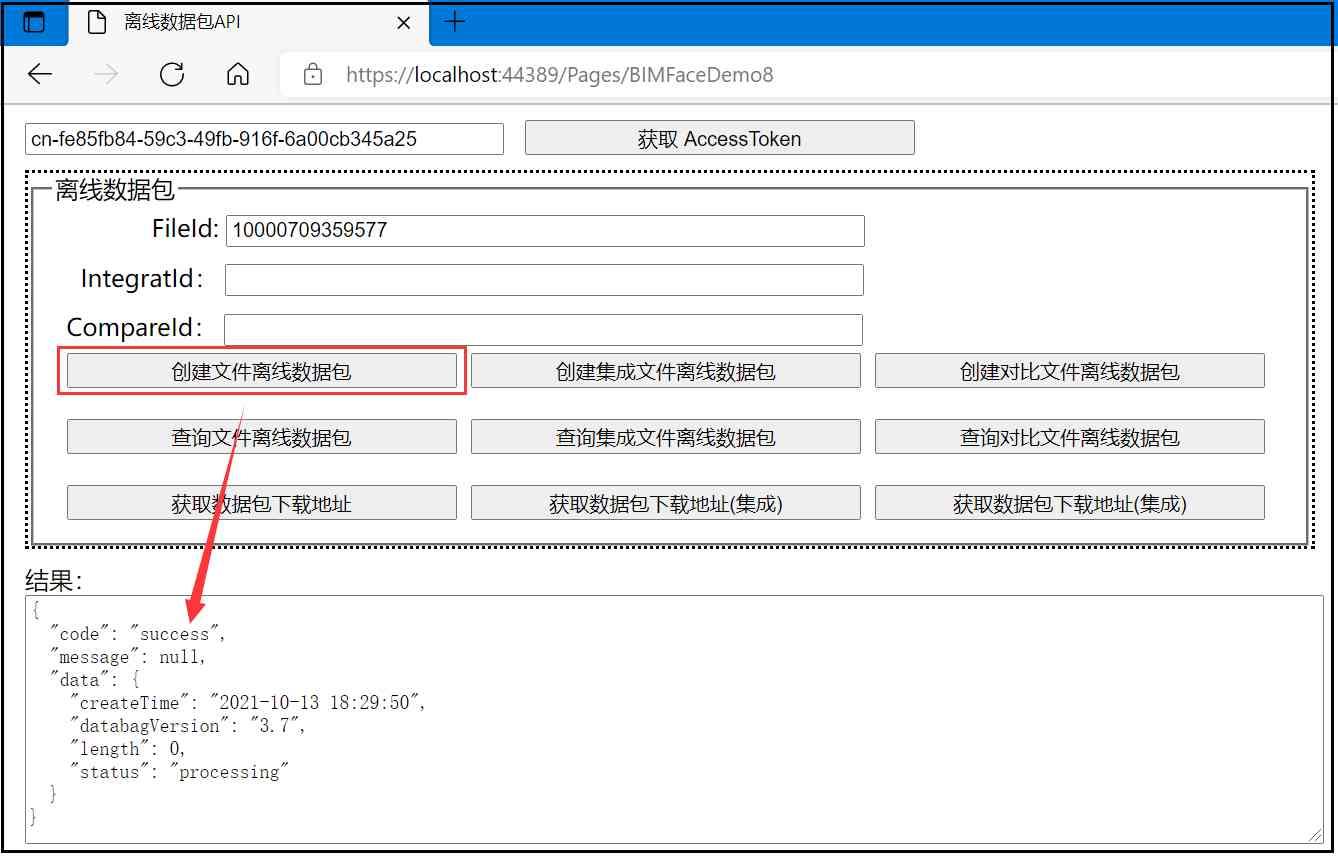 离线数据包API
https://localhost:44389/Pages/BIMFaceDemo8
cn-fe85fb84-59c3-49fb-916f-6a00cb345a25 获取 AccessToken
离线数据包
FileId: 10000709359577
IntegratId：
CompareId：
创建文件离线数据包 创建集成文件离线数据包 创建对比文件离线数据包
查询文件离线数据包 查询集成文件离线数据包 查询对比文件离线数据包
获取数据包下载地址 获取数据包下载地址(集成) 获取数据包下载地址(集成)
结果：
{
"code": "success",
"message": null,
"data": {
"createTime": "2021-10-13 18:29:50",
"databagVersion": "3.7",
"length": 0,
"status": "processing"
}
}